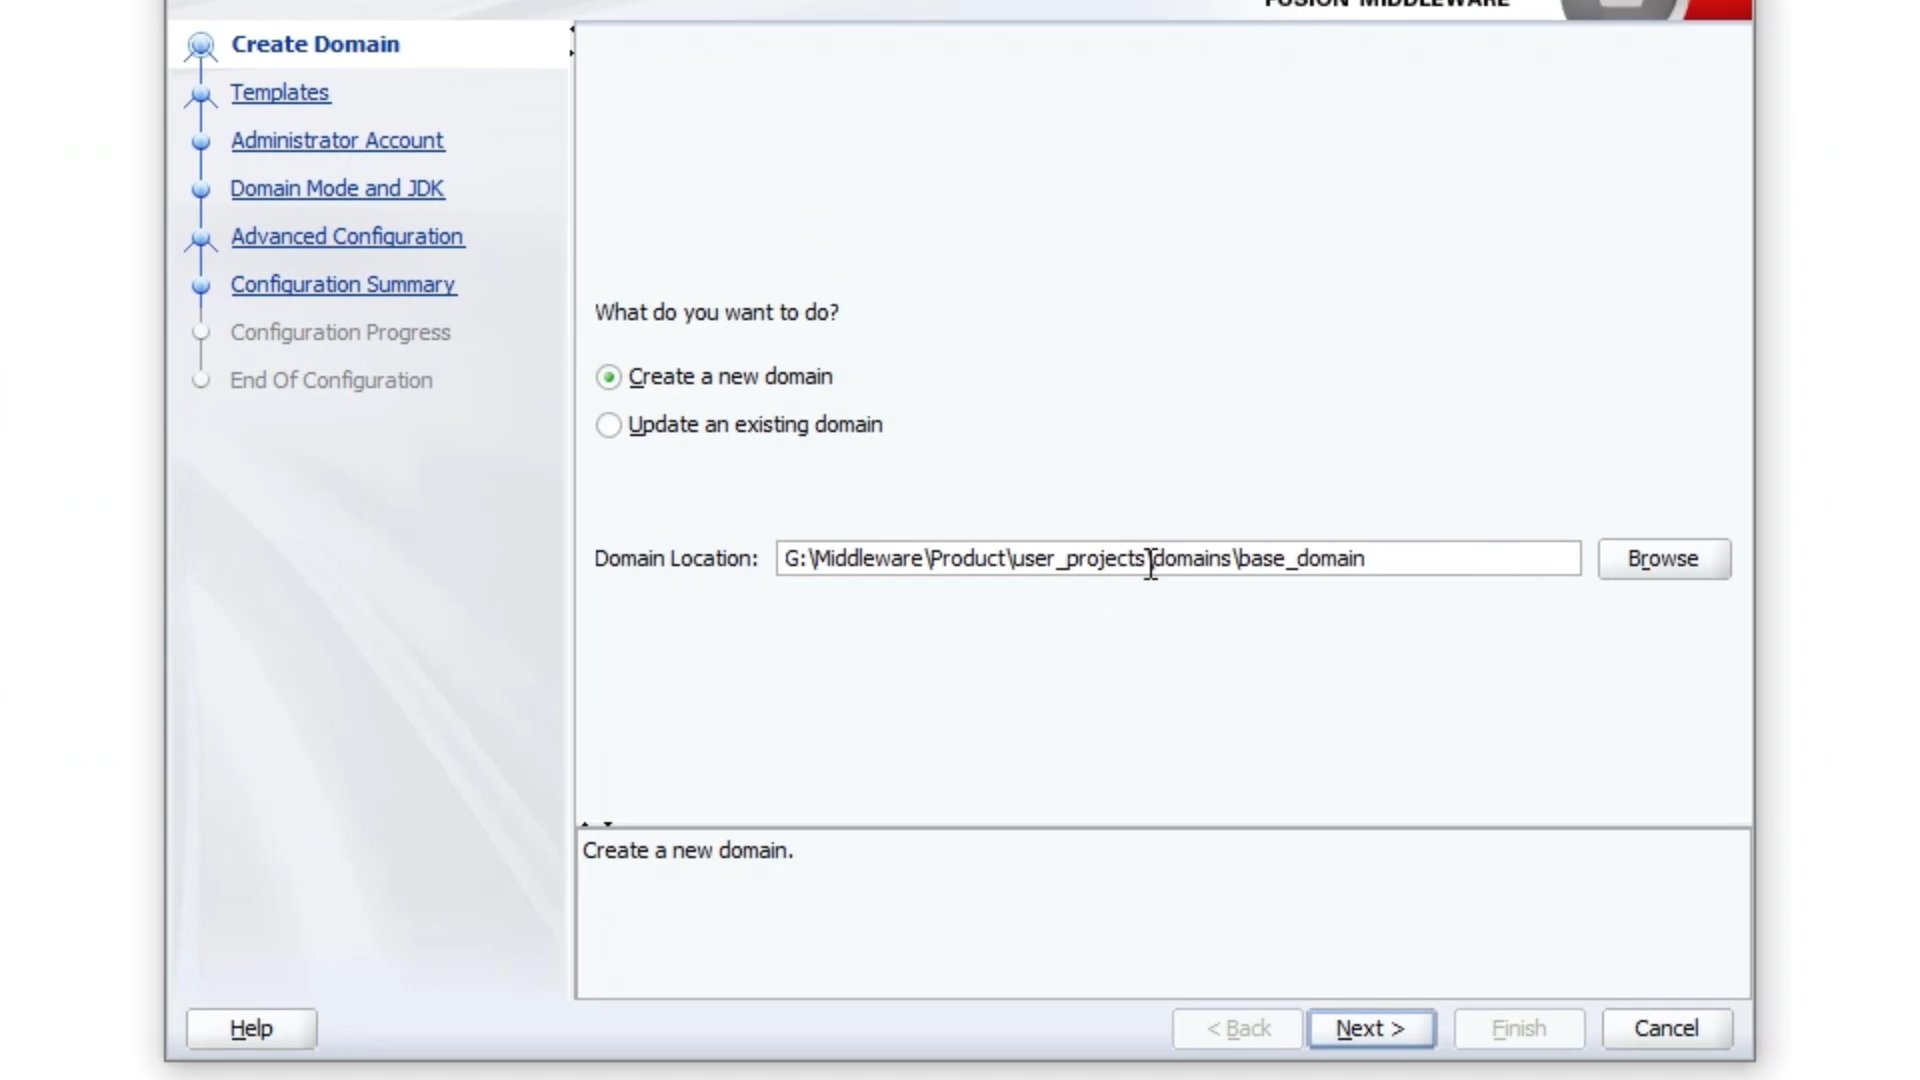 FUSION MIDDLEWARE
Create Domain
Templates
Administrator Account
Domain Mode and JDK
Advanced Configuration
Configuration Summary
Configuration Progress
End Of Configuration
What do you want to do?
Create a new domain
Update an existing domain
Domain Location: G:\Middleware\Product\user_projects\domains\base_domain Browse
Create a new domain.
Help < Back Next > Finish Cancel